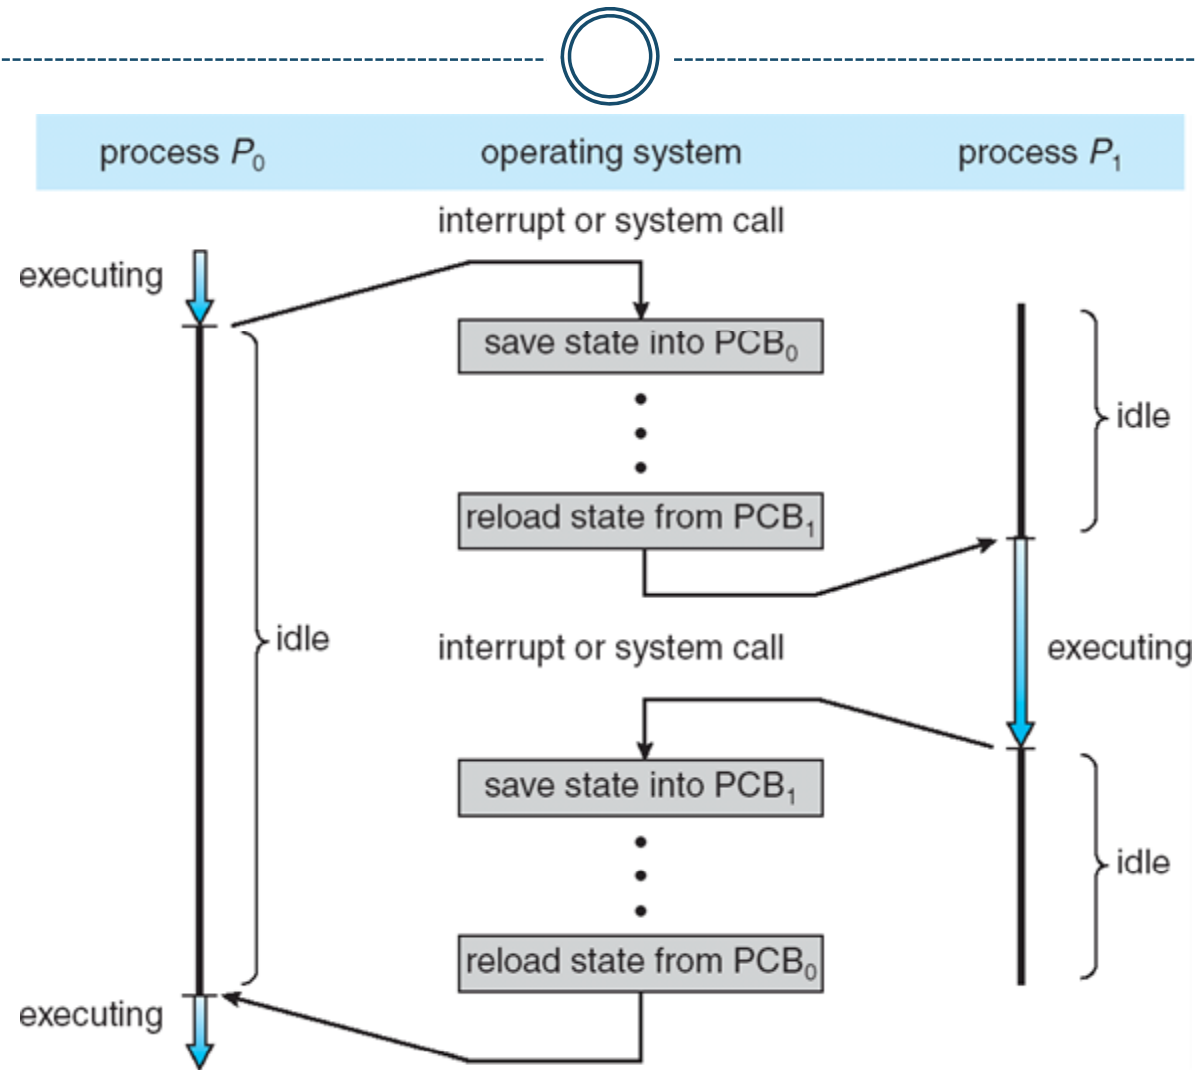 process P₀ operating system process P₁
interrupt or system call
executing
save state into PCB₀
idle
reload state from PCB₁
idle
interrupt or system call
executing
save state into PCB₁
idle
reload state from PCB₀
executing